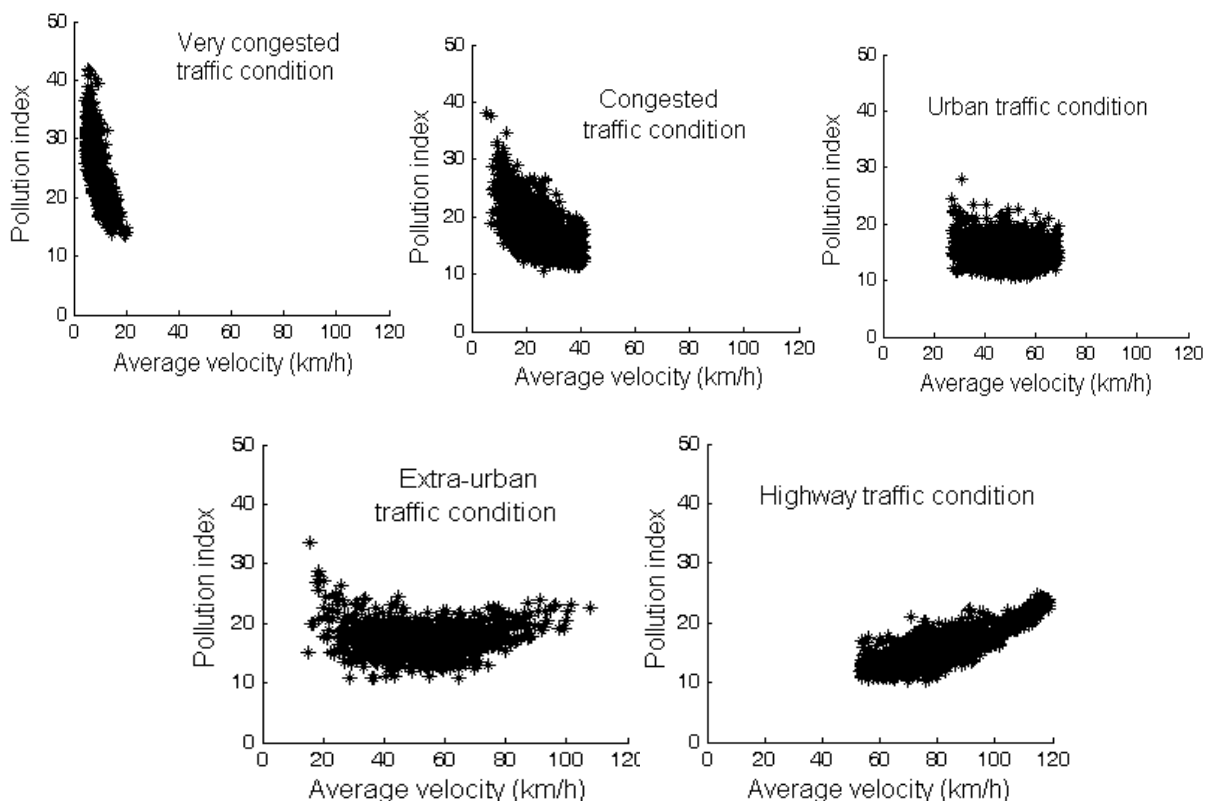 50
40
30
20
10
0
Pollution index
Very congested
traffic condition
0 20 40 60 80 100 120
Average velocity (km/h)
50
40
30
20
10
0
Pollution index
Congested
traffic condition
0 20 40 60 80 100 120
Average velocity (km/h)
50
40
30
20
10
0
Pollution index
Urban traffic condition
0 20 40 60 80 100 120
Average velocity (km/h)
50
40
30
20
10
0
Pollution index
Extra-urban
traffic condition
0 20 40 60 80 100 120
Average velocity (km/h)
50
40
30
20
10
0
Pollution index
Highway traffic condition
0 20 40 60 80 100 120
Average velocity (km/h)